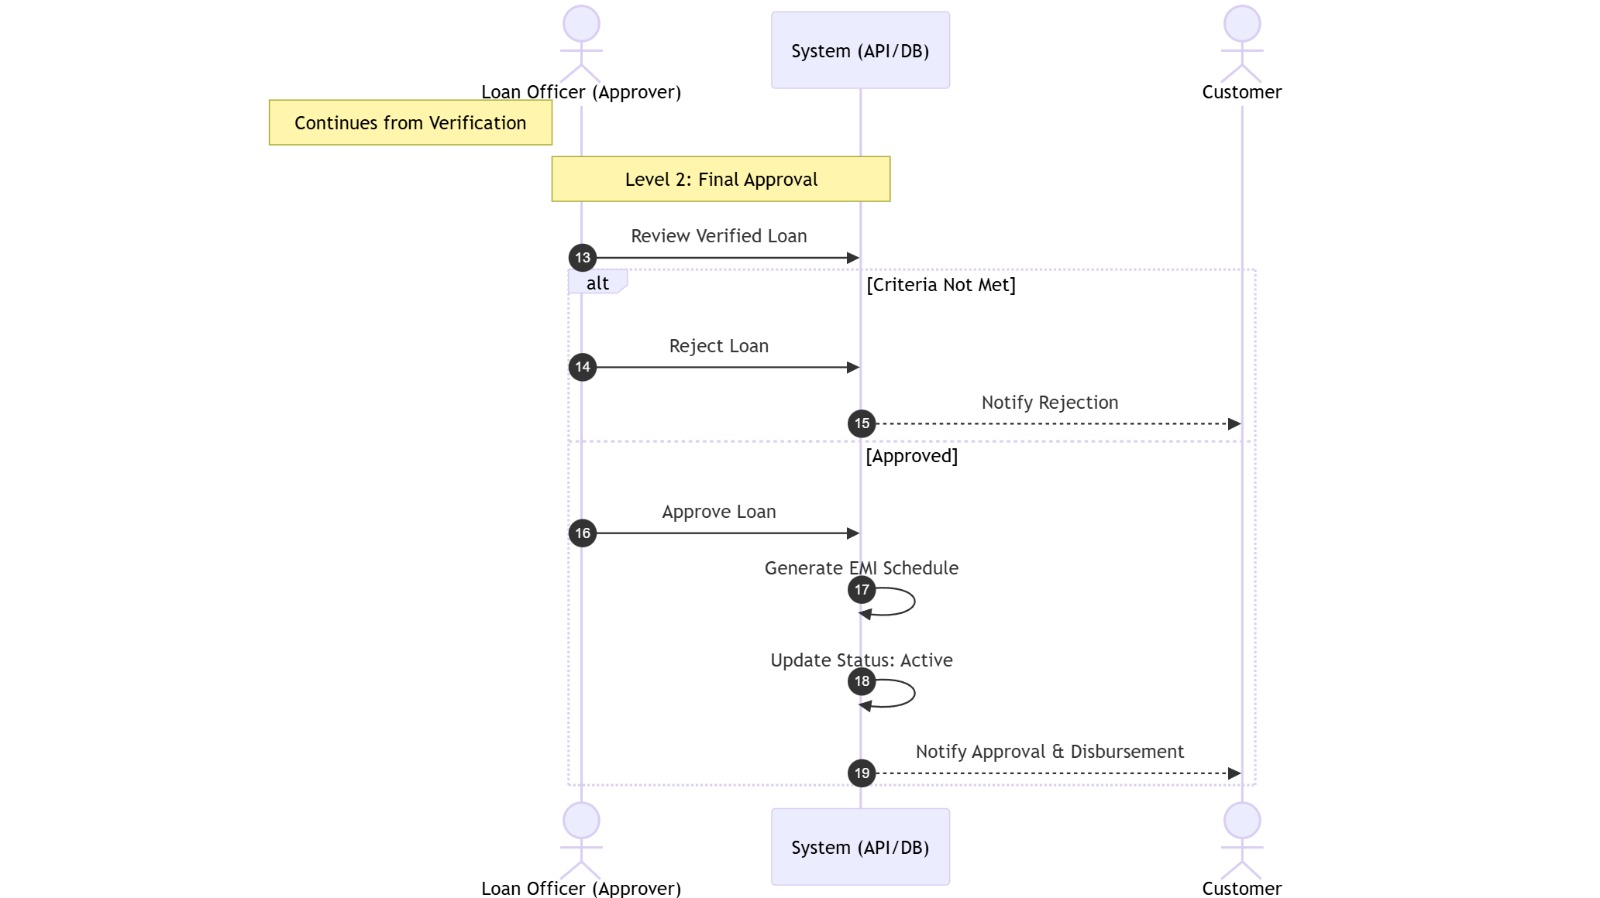 System (API/DB)
Loan Officer (Approver)
Customer
Continues from Verification
Level 2: Final Approval
Review Verified Loan
13
alt
[Criteria Not Met]
Reject Loan
14
Notify Rejection
15
[Approved]
Approve Loan
16
Generate EMI Schedule
17
Update Status: Active
18
Notify Approval & Disbursement
19
System (API/DB)
Loan Officer (Approver)
Customer